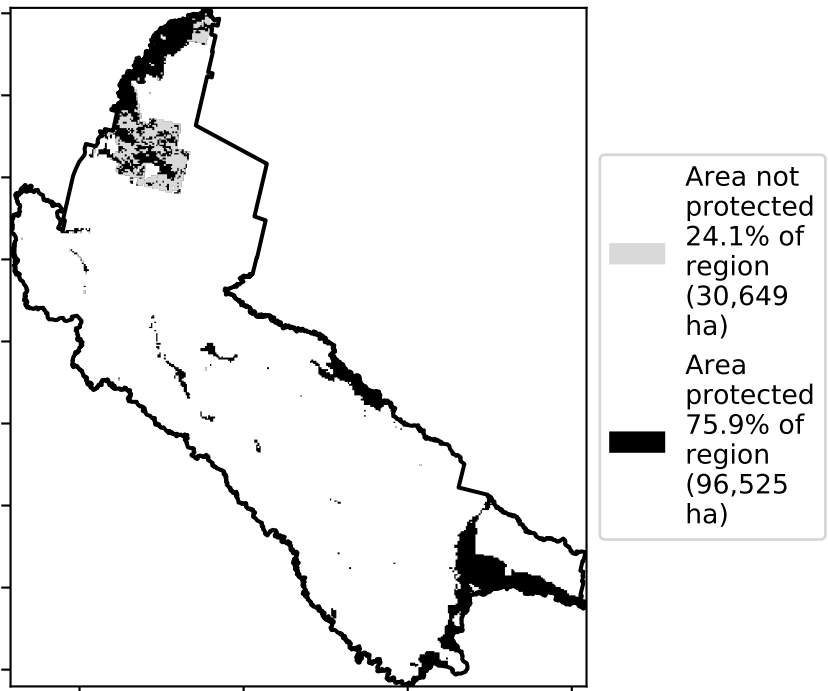 Area not
protected
24.1% of
region
(30,649
ha)
Area
protected
75.9% of
region
(96,525
ha)